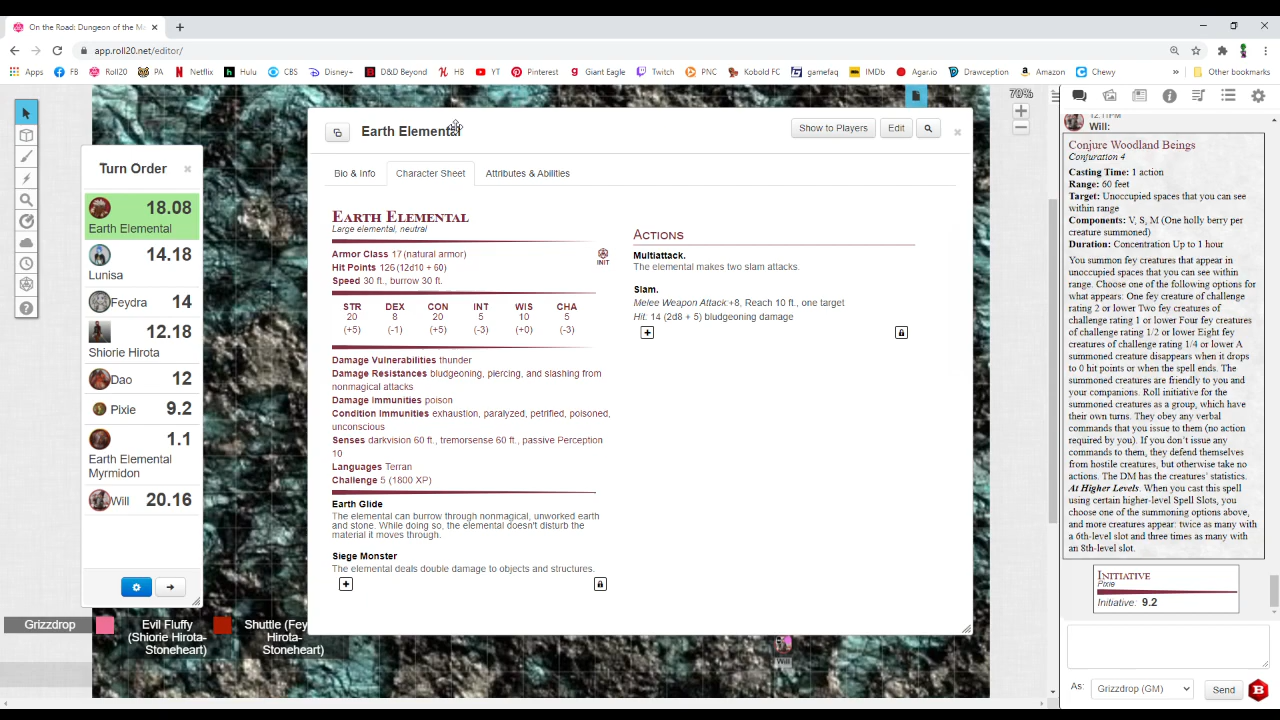 On the Road: Dungeon of the Ma
app.roll20.net/editor/
Apps FB Roll20 PA Netflix Hulu CBS Disney+ D&D Beyond HB YT Pinterest Giant Eagle Twitch PNC Kobold FC gamefaq IMDb Agar.io Drawception Amazon Chewy » Other bookmarks
Turn Order
18.08
Earth Elemental
14.18
Lunisa
Feydra 14
12.18
Shiorie Hirota
Dao 12
Pixie 9.2
1.1
Earth Elemental
Myrmidon
Will 20.16
Grizzdrop
Evil Fluffy
(Shiorie Hirota-
Stoneheart)
Shuttle (Fey
Hirota-
Stoneheart)
Earth Elemental
Show to Players
Edit
Bio & Info
Character Sheet
Attributes & Abilities
EARTH ELEMENTAL
Large elemental, neutral
Armor Class 17 (natural armor)
Hit Points 126 (12d10 + 60)
Speed 30 ft., burrow 30 ft.
INIT
STR DEX CON INT WIS CHA
20 8 20 5 10 5
(+5) (-1) (+5) (-3) (+0) (-3)
Damage Vulnerabilities thunder
Damage Resistances bludgeoning, piercing, and slashing from
nonmagical attacks
Damage Immunities poison
Condition Immunities exhaustion, paralyzed, petrified, poisoned,
unconscious
Senses darkvision 60 ft., tremorsense 60 ft., passive Perception
10
Languages Terran
Challenge 5 (1800 XP)
Earth Glide
The elemental can burrow through nonmagical, unworked earth
and stone. While doing so, the elemental doesn't disturb the
material it moves through.
Siege Monster
The elemental deals double damage to objects and structures.
ACTIONS
Multiattack.
The elemental makes two slam attacks.
Slam.
Melee Weapon Attack: +8, Reach 10 ft., one target
Hit: 14 (2d8 + 5) bludgeoning damage
Will
70%
12:11PM
Will:
Conjure Woodland Beings
Conjuration 4
Casting Time: 1 action
Range: 60 feet
Target: Unoccupied spaces that you can see
within range
Components: V, S, M (One holly berry per
creature summoned)
Duration: Concentration Up to 1 hour
You summon fey creatures that appear in
unoccupied spaces that you can see within
range. Choose one of the following options for
what appears: One fey creature of challenge
rating 2 or lower Two fey creatures of
challenge rating 1 or lower Four fey
creatures of challenge rating 1/2 or lower Eight fey
creatures of challenge rating 1/4 or lower A
summoned creature disappears when it drops
to 0 hit points or when the spell ends. The
summoned creatures are friendly to you and
your companions. Roll initiative for the
summoned creatures as a group, which have
their own turns. They obey any verbal
commands that you issue to them (no action
required by you). If you don't issue any
commands to them, they defend themselves
from hostile creatures, but otherwise take no
actions. The DM has the creatures' statistics.
At Higher Levels. When you cast this spell
using certain higher-level Spell Slots, you
choose one of the summoning options above,
and more creatures appear: twice as many with
a 6th-level slot and three times as many with
an 8th-level slot.
INITIATIVE
Pixie
Initiative: 9.2
As:
Grizzdrop (GM)
Send